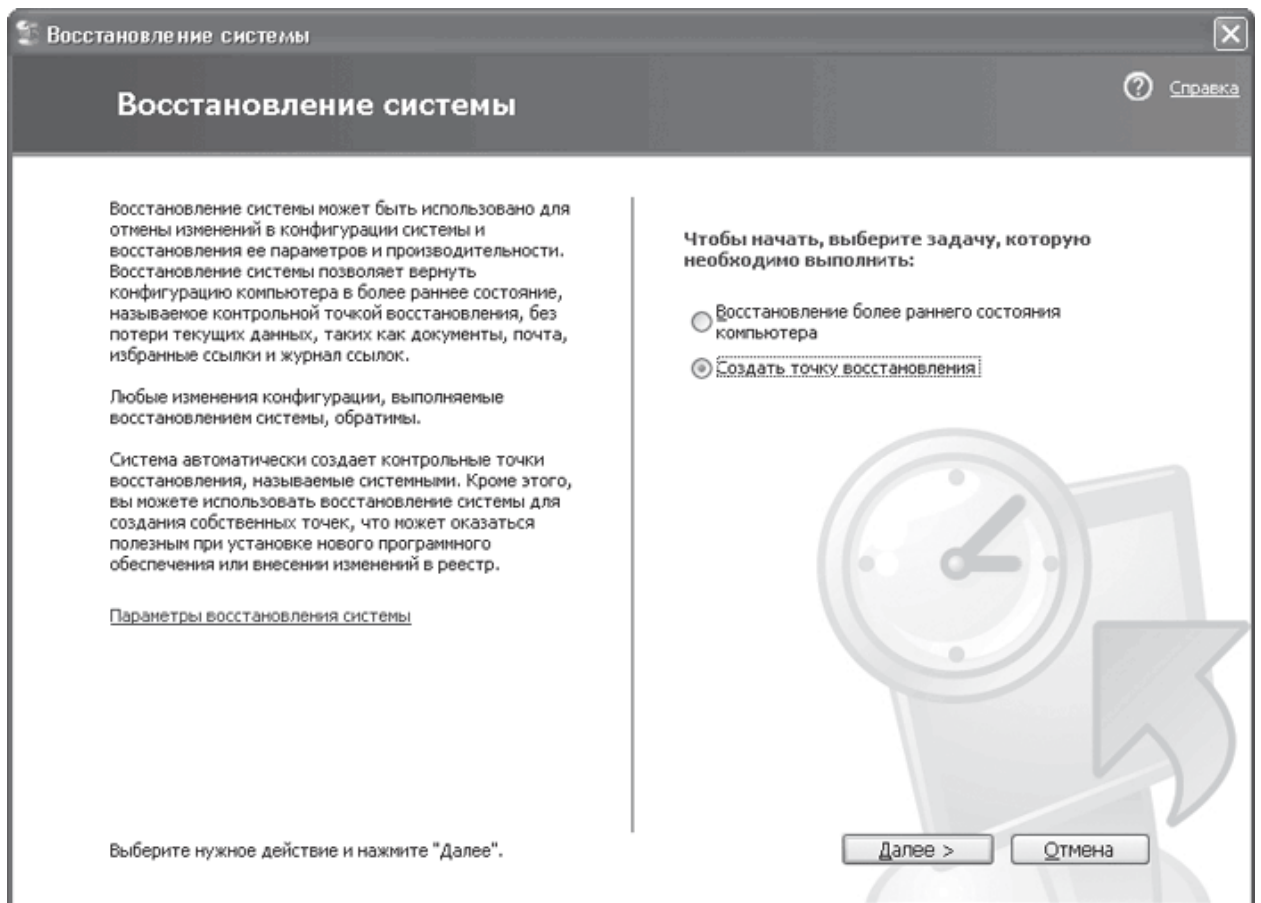 Восстановление системы
Восстановление системы
? Справка
Восстановление системы может быть использовано для
отмены изменений в конфигурации системы и
восстановления ее параметров и производительности.
Восстановление системы позволяет вернуть
конфигурацию компьютера в более раннее состояние,
называемое контрольной точкой восстановления, без
потери текущих данных, таких как документы, почта,
избранные ссылки и журнал ссылок.
Любые изменения конфигурации, выполняемые
восстановлением системы, обратимы.
Система автоматически создает контрольные точки
восстановления, называемые системными. Кроме этого,
вы можете использовать восстановление системы для
создания собственных точек, что может оказаться
полезным при установке нового программного
обеспечения или внесении изменений в реестр.
Параметры восстановления системы
Чтобы начать, выберите задачу, которую
необходимо выполнить:
Восстановление более раннего состояния
компьютера
Создать точку восстановления
Выберите нужное действие и нажмите "Далее".
Далее >
Отмена